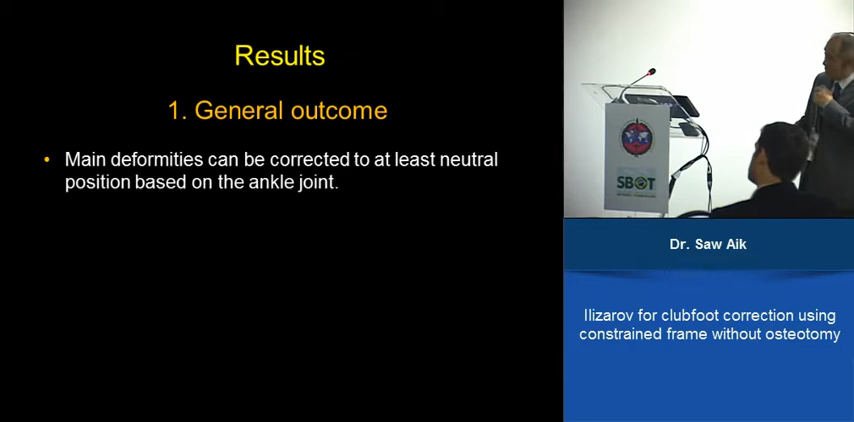 Results
1. General outcome
• Main deformities can be corrected to at least neutral
position based on the ankle joint.
SBOT
Dr. Saw Aik
Ilizarov for clubfoot correction using
constrained frame without osteotomy